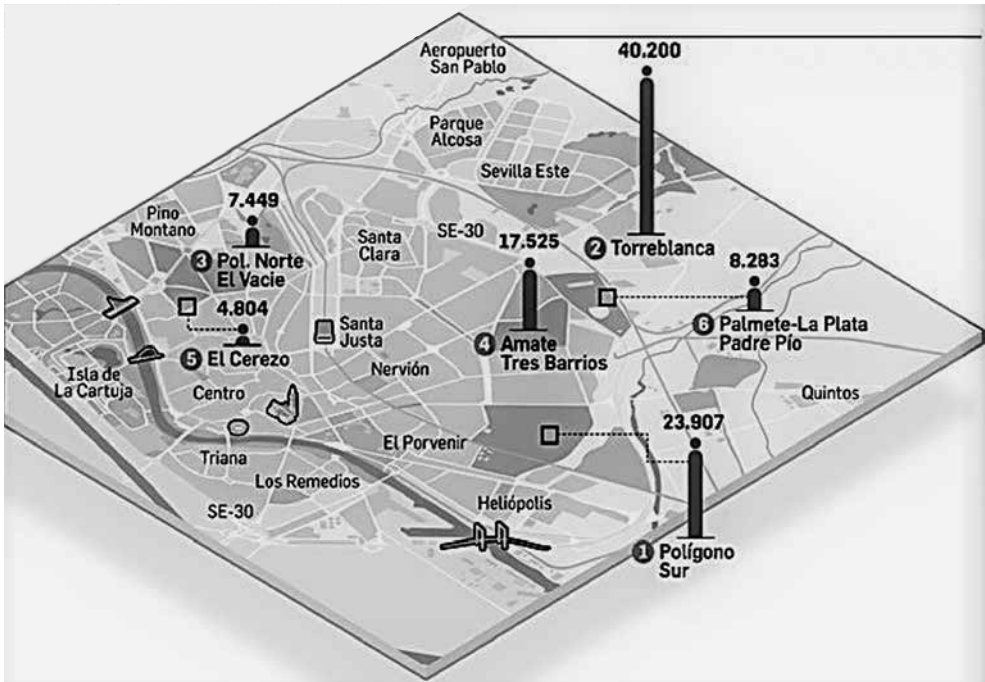 Aeropuerto
San Pablo
40.200
Parque
Alcosa
Sevilla Este
Pino
Montano
7.449
Santa
Clara
SE-30
17.525
2 Torreblanca
3 Pol. Norte
El Vacie
8.283
4.804
Santa
Justa
4 Amate
Tres Barrios
6 Palmete-La Plata
Padre Pío
5 El Cerezo
Isla de
La Cartuja
Nervión
Centro
Quintos
23.907
El Porvenir
Triana
Los Remedios
Heliópolis
SE-30
1 Polígono
Sur